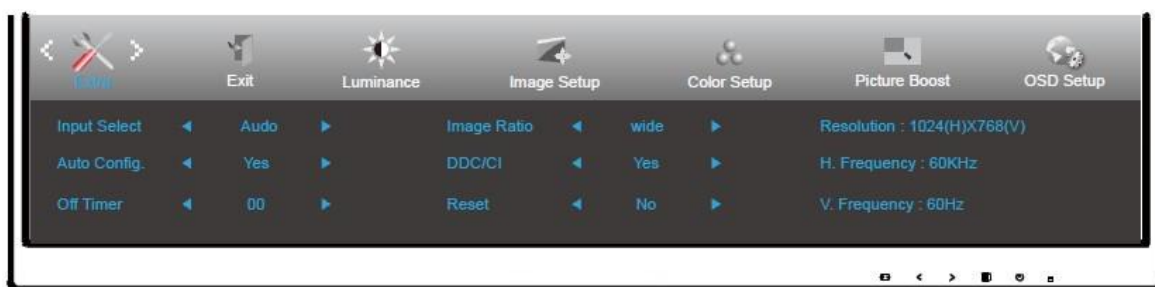 Extra Exit Luminance Image Setup Color Setup Picture Boost OSD Setup
Input Select Audo Image Ratio wide Resolution : 1024(H)X768(V)
Auto Config. Yes DDC/CI Yes H. Frequency : 60KHz
Off Timer 00 Reset No V. Frequency : 60Hz